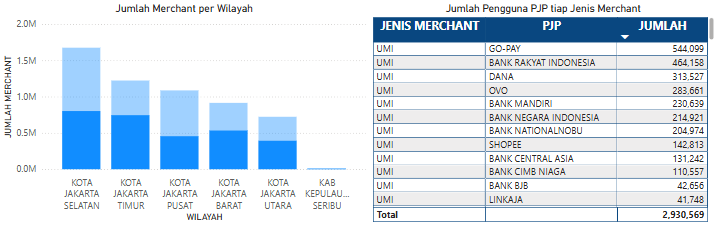 Jumlah Merchant per Wilayah
2.0M
1.5M
1.0M
0.5M
0.0M
JUMLAH MERCHANT
KOTA JAKARTA SELATAN
KOTA JAKARTA TIMUR
KOTA JAKARTA PUSAT
KOTA JAKARTA BARAT
KOTA JAKARTA UTARA
KAB KEPULAU... SERIBU
WILAYAH
Jumlah Pengguna PJP tiap Jenis Merchant
JENIS MERCHANT PJP JUMLAH
UMI GO-PAY 544,099
UMI BANK RAKYAT INDONESIA 464,158
UMI DANA 313,527
UMI OVO 283,661
UMI BANK MANDIRI 230,639
UMI BANK NEGARA INDONESIA 214,921
UMI BANK NATIONALNOBU 204,974
UMI SHOPEE 142,813
UMI BANK CENTRAL ASIA 131,242
UMI BANK CIMB NIAGA 110,557
UMI BANK BJB 42,656
UMI LINKAJA 41,748
Total 2,930,569